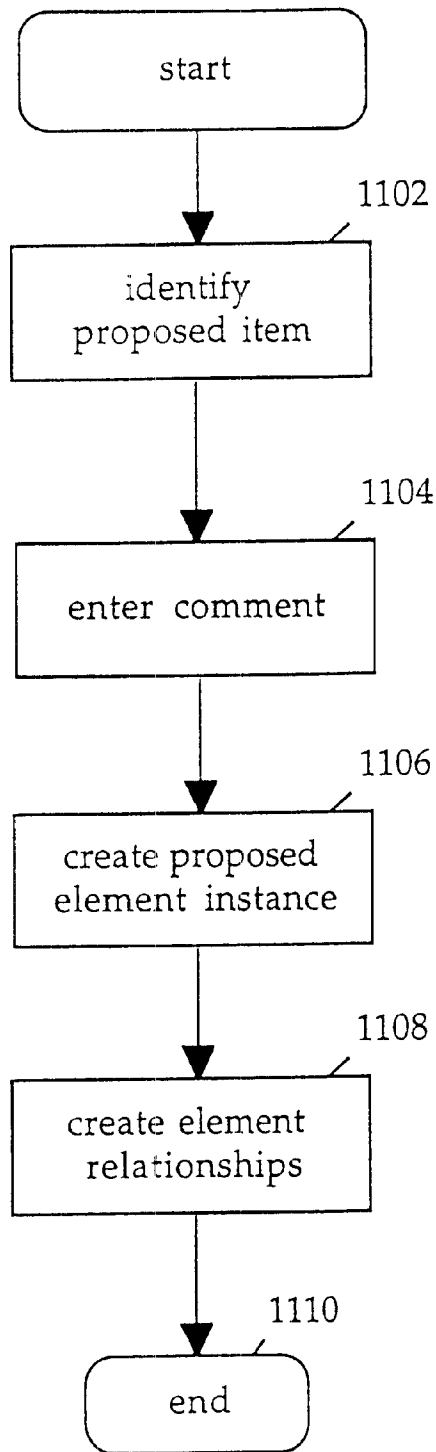 start
1102
identify
proposed item
1104
enter comment
1106
create proposed
element instance
1108
create element
relationships
1110
end